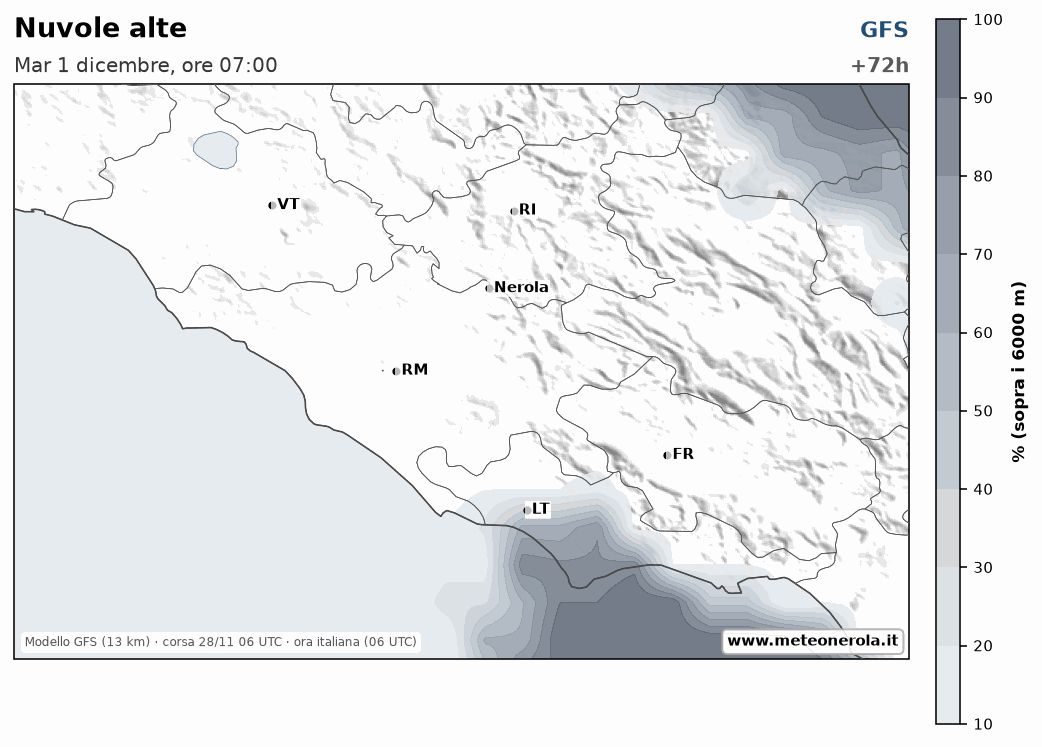 Nuvole alte
GFS
Mar 1 dicembre, ore 07:00
+72h
VT
RI
Nerola
RM
FR
LT
Modello GFS (13 km) · corsa 28/11 06 UTC · ora italiana (06 UTC)
www.meteonerola.it
100
90
80
70
60
50
40
30
20
10
% (sopra i 6000 m)